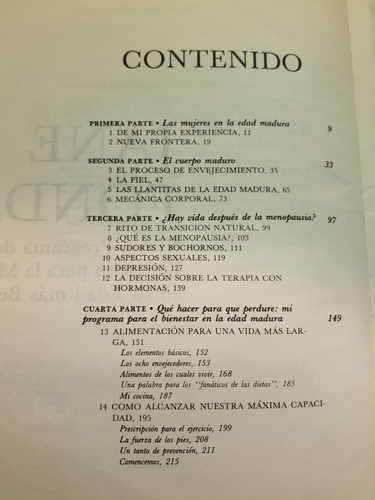 CONTENIDO
PRIMERA PARTE • Las mujeres en la edad madura 9
1 DE MI PROPIA EXPERIENCIA, 11
2 NUEVA FRONTERA, 19
SEGUNDA PARTE • El cuerpo maduro 33
3 EL PROCESO DE ENVEJECIMIENTO, 35
4 LA PIEL, 47
5 LAS LLANTITAS DE LA EDAD MADURA, 65
6 MECÁNICA CORPORAL, 73
TERCERA PARTE • ¿Hay vida después de la menopausia? 97
7 RITO DE TRANSICION NATURAL, 99
8 ¿QUÉ ES LA MENOPAUSIA?, 103
9 SUDORES Y BOCHORNOS, 111
10 ASPECTOS SEXUALES, 119
11 DEPRESIÓN, 127
12 LA DECISIÓN SOBRE LA TERAPIA CON
HORMONAS, 139
CUARTA PARTE • Qué hacer para que perdure: mi
programa para el bienestar en la edad madura 149
13 ALIMENTACIÓN PARA UNA VIDA MÁS LAR-
GA, 151
Los elementos básicos, 152
Los ocho envejecedores, 153
Alimentos de los cuales vivir, 168
Una palabra para los "fanáticos de las dietas", 185
Mi cocina, 187
14 COMO ALCANZAR NUESTRA MÁXIMA CAPACI-
DAD, 195
Prescripción para el ejercicio, 199
La fuerza de los pies, 208
Un tanto de prevención, 211
Comencemos, 215